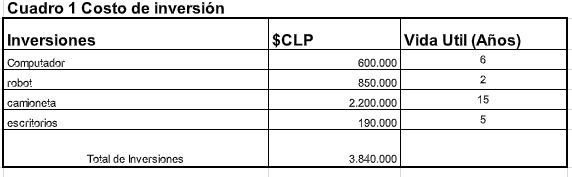 Cuadro 1 Costo de inversión
Inversiones $CLP Vida Util (Años)
Computador 600.000 6
robot 850.000 2
camioneta 2.200.000 15
escritorios 190.000 5
Total de Inversiones 3.840.000